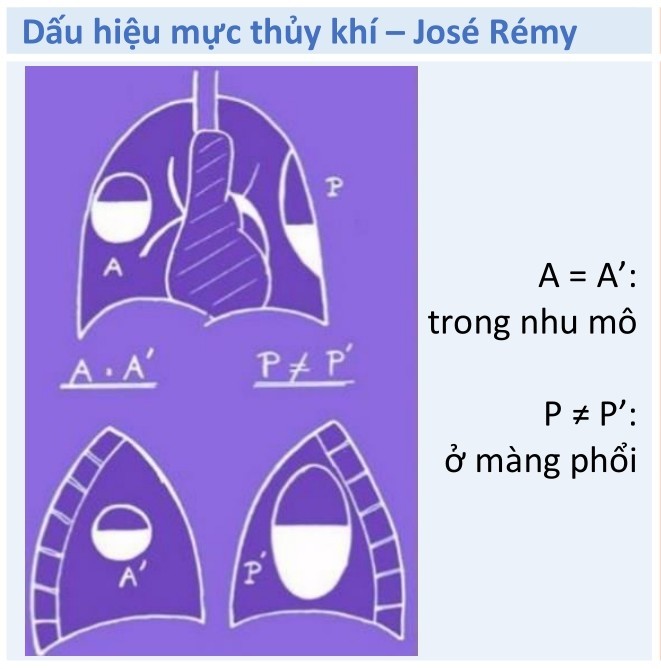 Dấu hiệu mực thủy khí – José Rémy
P
A
A = A’:
trong nhu mô
A = A'
P ≠ P'
P ≠ P’:
ở màng phổi
A'
P'